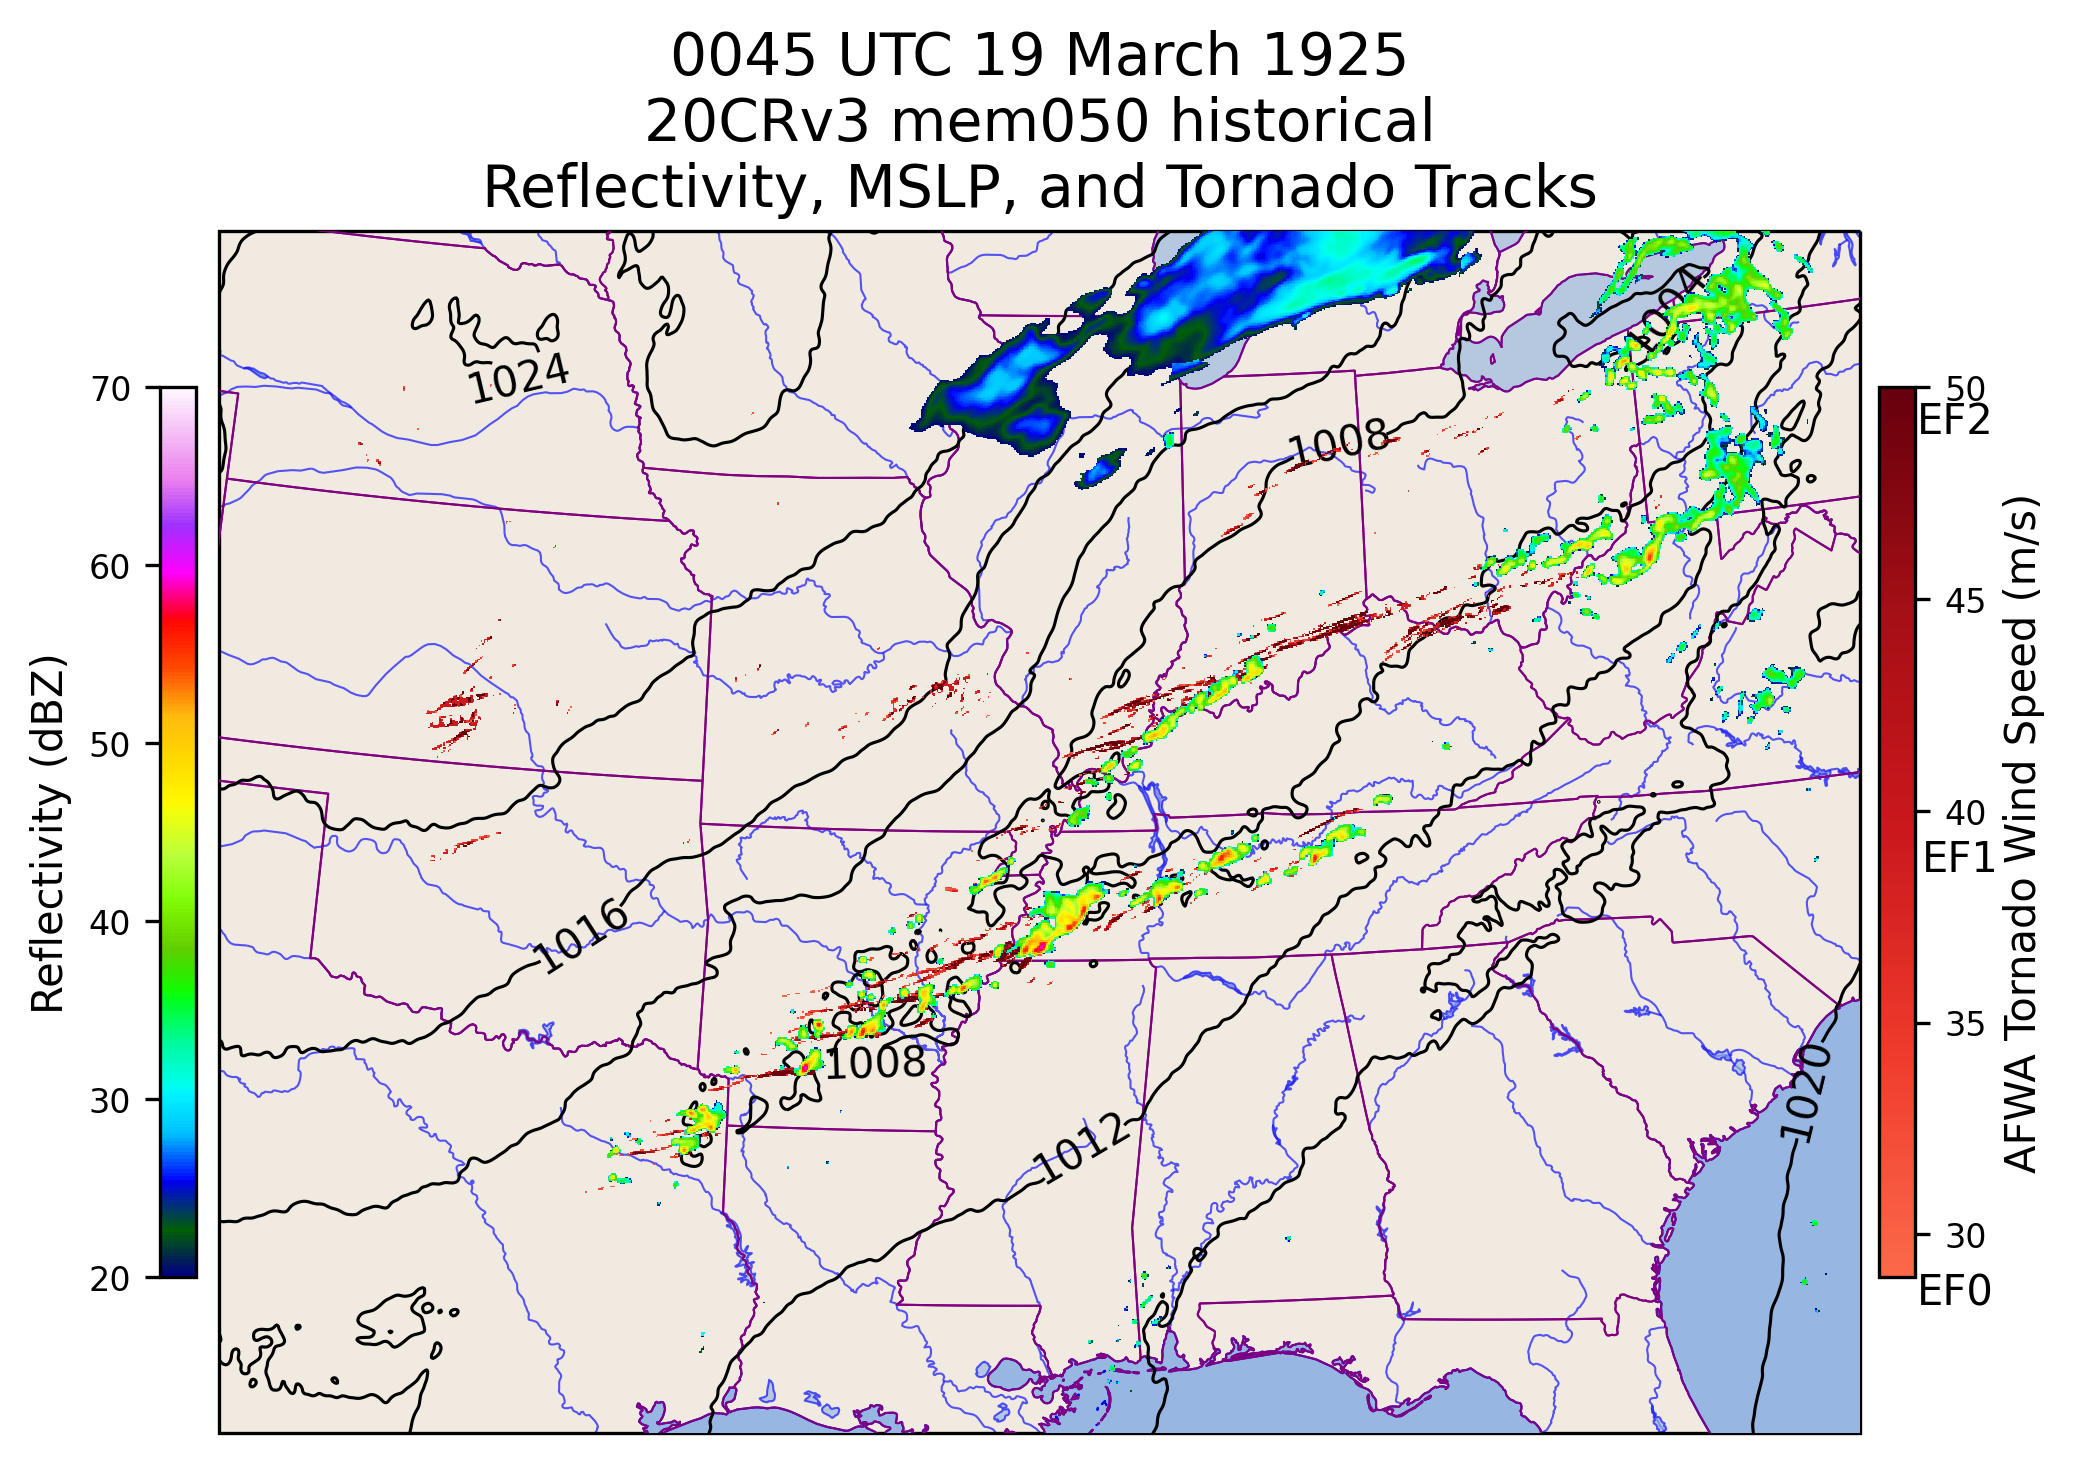 0045 UTC 19 March 1925
20CRv3 mem050 historical
Reflectivity, MSLP, and Tornado Tracks
Reflectivity (dBZ)
70
60
50
40
30
20
1024
1004
1008
1016
1008
1012
1020
50
EF2
45
40
EF1
35
30
EF0
AFWA Tornado Wind Speed (m/s)